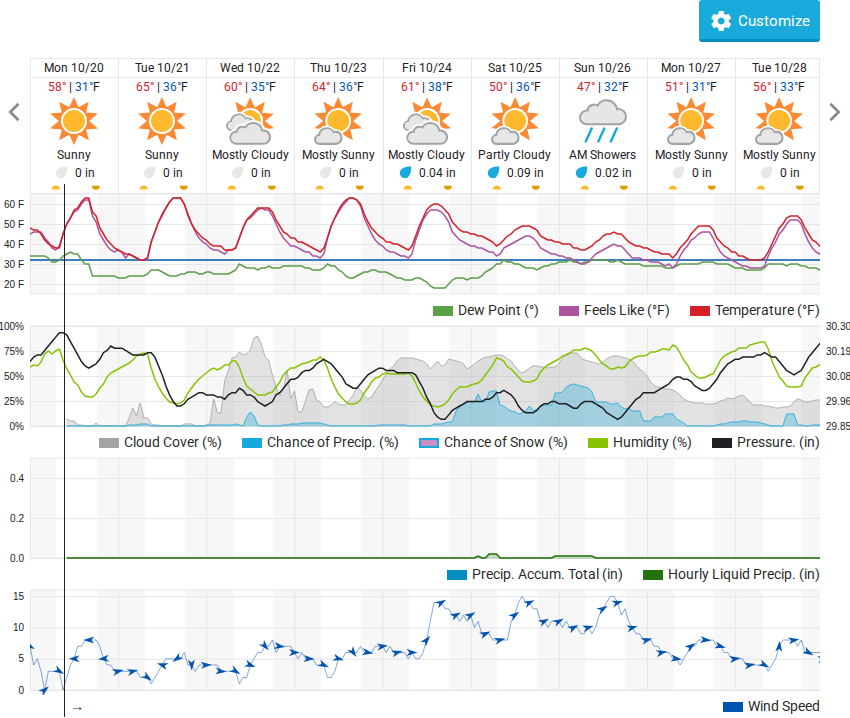 Customize
Mon 10/20 Tue 10/21 Wed 10/22 Thu 10/23 Fri 10/24 Sat 10/25 Sun 10/26 Mon 10/27 Tue 10/28
58° | 31°F 65° | 36°F 60° | 35°F 64° | 36°F 61° | 38°F 50° | 36°F 47° | 32°F 51° | 31°F 56° | 33°F
Sunny Sunny Mostly Cloudy Mostly Sunny Mostly Cloudy Partly Cloudy AM Showers Mostly Sunny Mostly Sunny
0 in 0 in 0 in 0 in 0.04 in 0.09 in 0.02 in 0 in 0 in
60 F
50 F
40 F
30 F
20 F
Dew Point (°) Feels Like (°F) Temperature (°F)
100% 30.30
75% 30.19
50% 30.08
25% 29.96
0% 29.85
Cloud Cover (%) Chance of Precip. (%) Chance of Snow (%) Humidity (%) Pressure. (in)
0.4
0.2
0.0
Precip. Accum. Total (in) Hourly Liquid Precip. (in)
15
10
5
0
→ Wind Speed